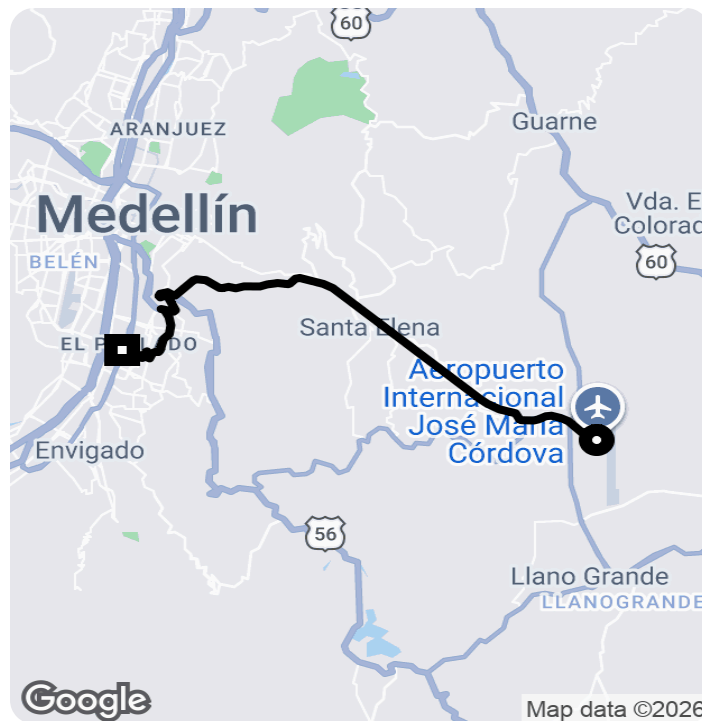 60
ARANJUEZ
Guarne
Medellín
Vda. E
Colorad
BELÉN
60
Santa Elena
EL POBLADO
Aeropuerto
Internacional
José María
Córdova
Envigado
56
Llano Grande
LLANOGRANDE
Google
Map data ©2026